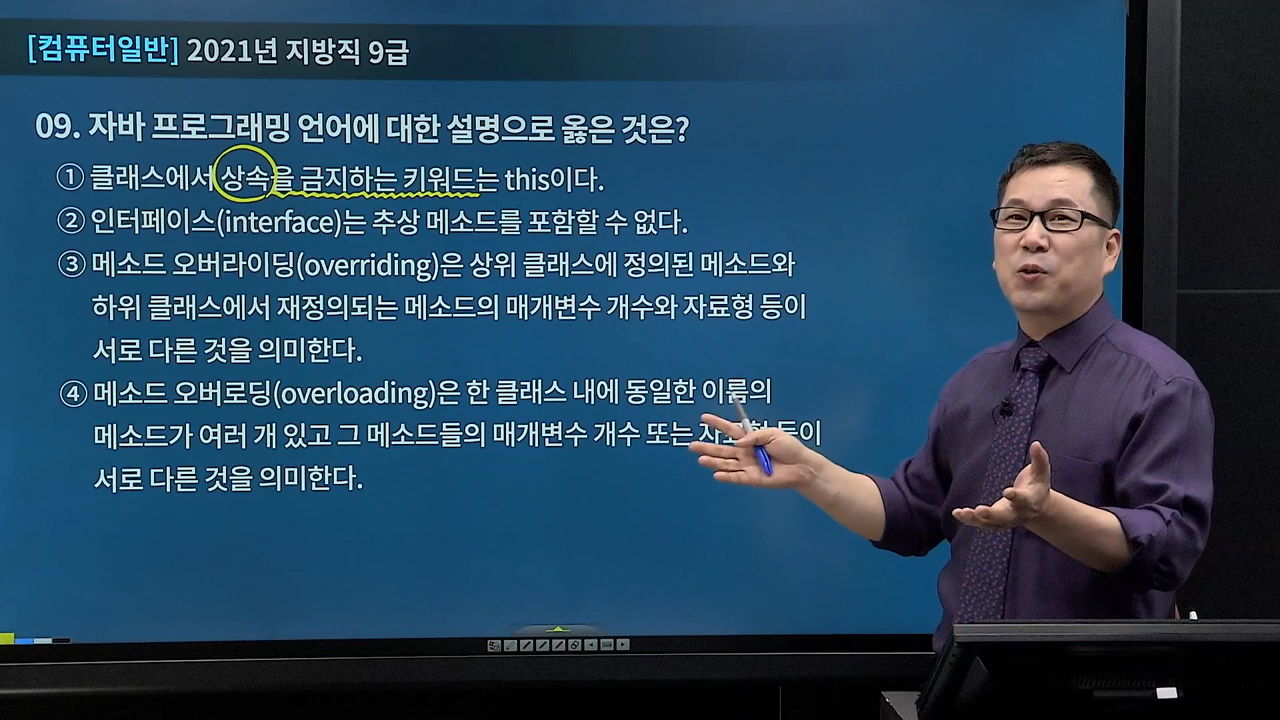 [컴퓨터일반] 2021년 지방직 9급
09. 자바 프로그래밍 언어에 대한 설명으로 옳은 것은?
① 클래스에서 상속을 금지하는 키워드는 this이다.
② 인터페이스(interface)는 추상 메소드를 포함할 수 없다.
③ 메소드 오버라이딩(overriding)은 상위 클래스에 정의된 메소드와
하위 클래스에서 재정의되는 메소드의 매개변수 개수와 자료형 등이
서로 다른 것을 의미한다.
④ 메소드 오버로딩(overloading)은 한 클래스 내에 동일한 이름의
메소드가 여러 개 있고 그 메소드들의 매개변수 개수 또는 자료형 등이
서로 다른 것을 의미한다.